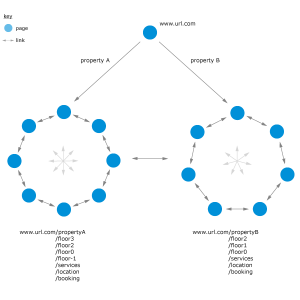 www.url.com
key
page
link
property A
property B
www.url.com/propertyA
/floor3
/floor2
/floor0
/floor-1
/services
/location
/booking
www.url.com/propertyB
/floor2
/floor1
/floor0
/services
/location
/booking